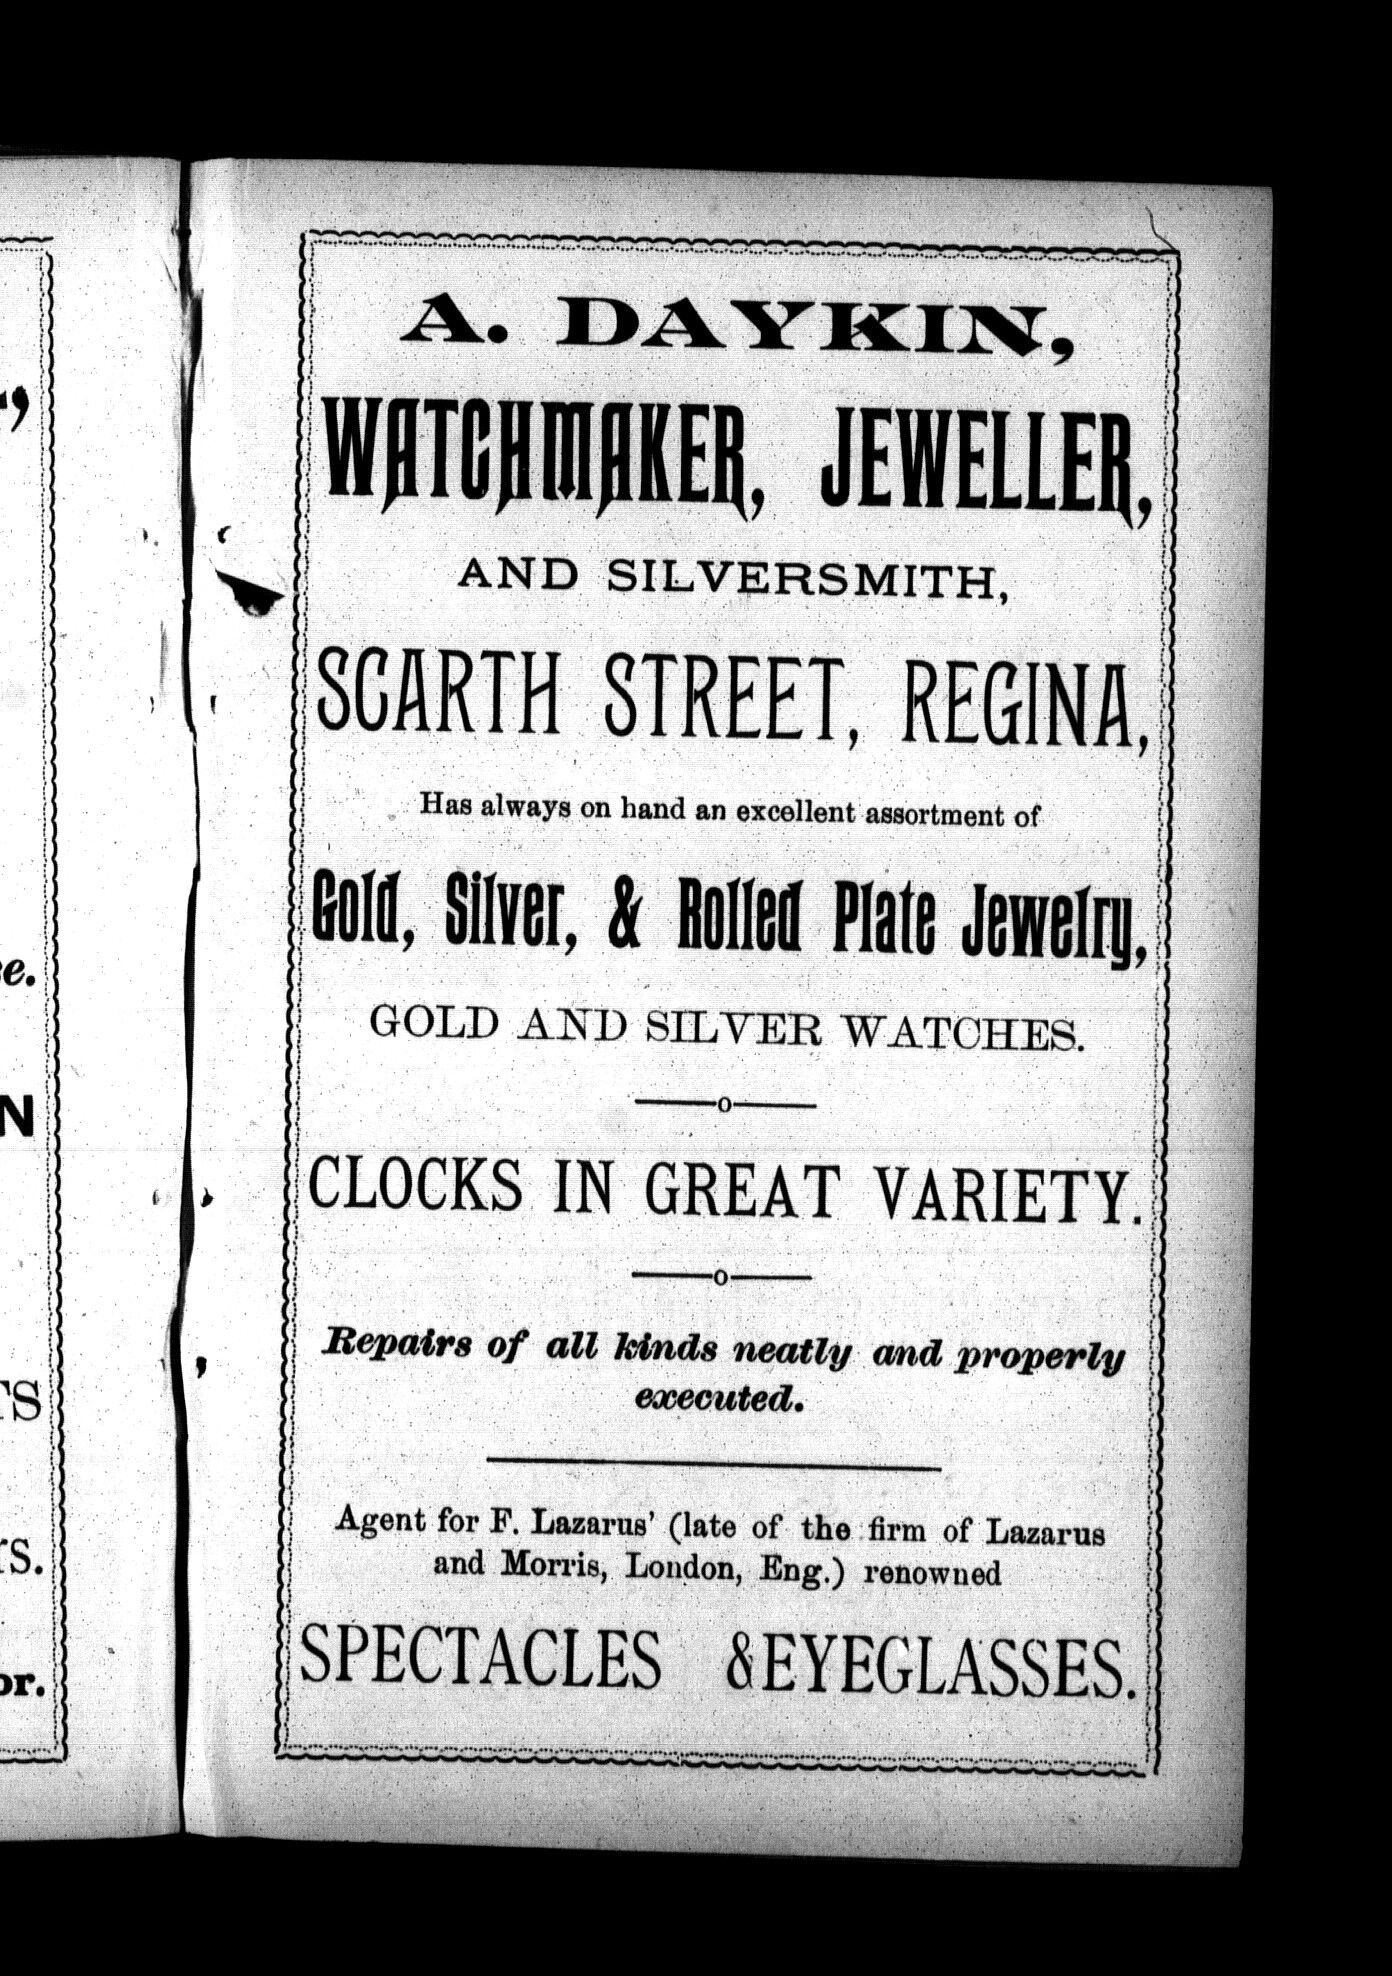 A. DAYKIN,
WATCHMAKER, JEWELLER,
AND SILVERSMITH,
SCARTH STREET, REGINA,
Has always on hand an excellent assortment of
Gold, Silver, & Rolled Plate Jewelry,
GOLD AND SILVER WATCHES.
CLOCKS IN GREAT VARIETY.
Repairs of all kinds neatly and properly
executed.
Agent for F. Lazarus' (late of the firm of Lazarus
and Morris, London, Eng.) renowned
SPECTACLES &EYEGLASSES.